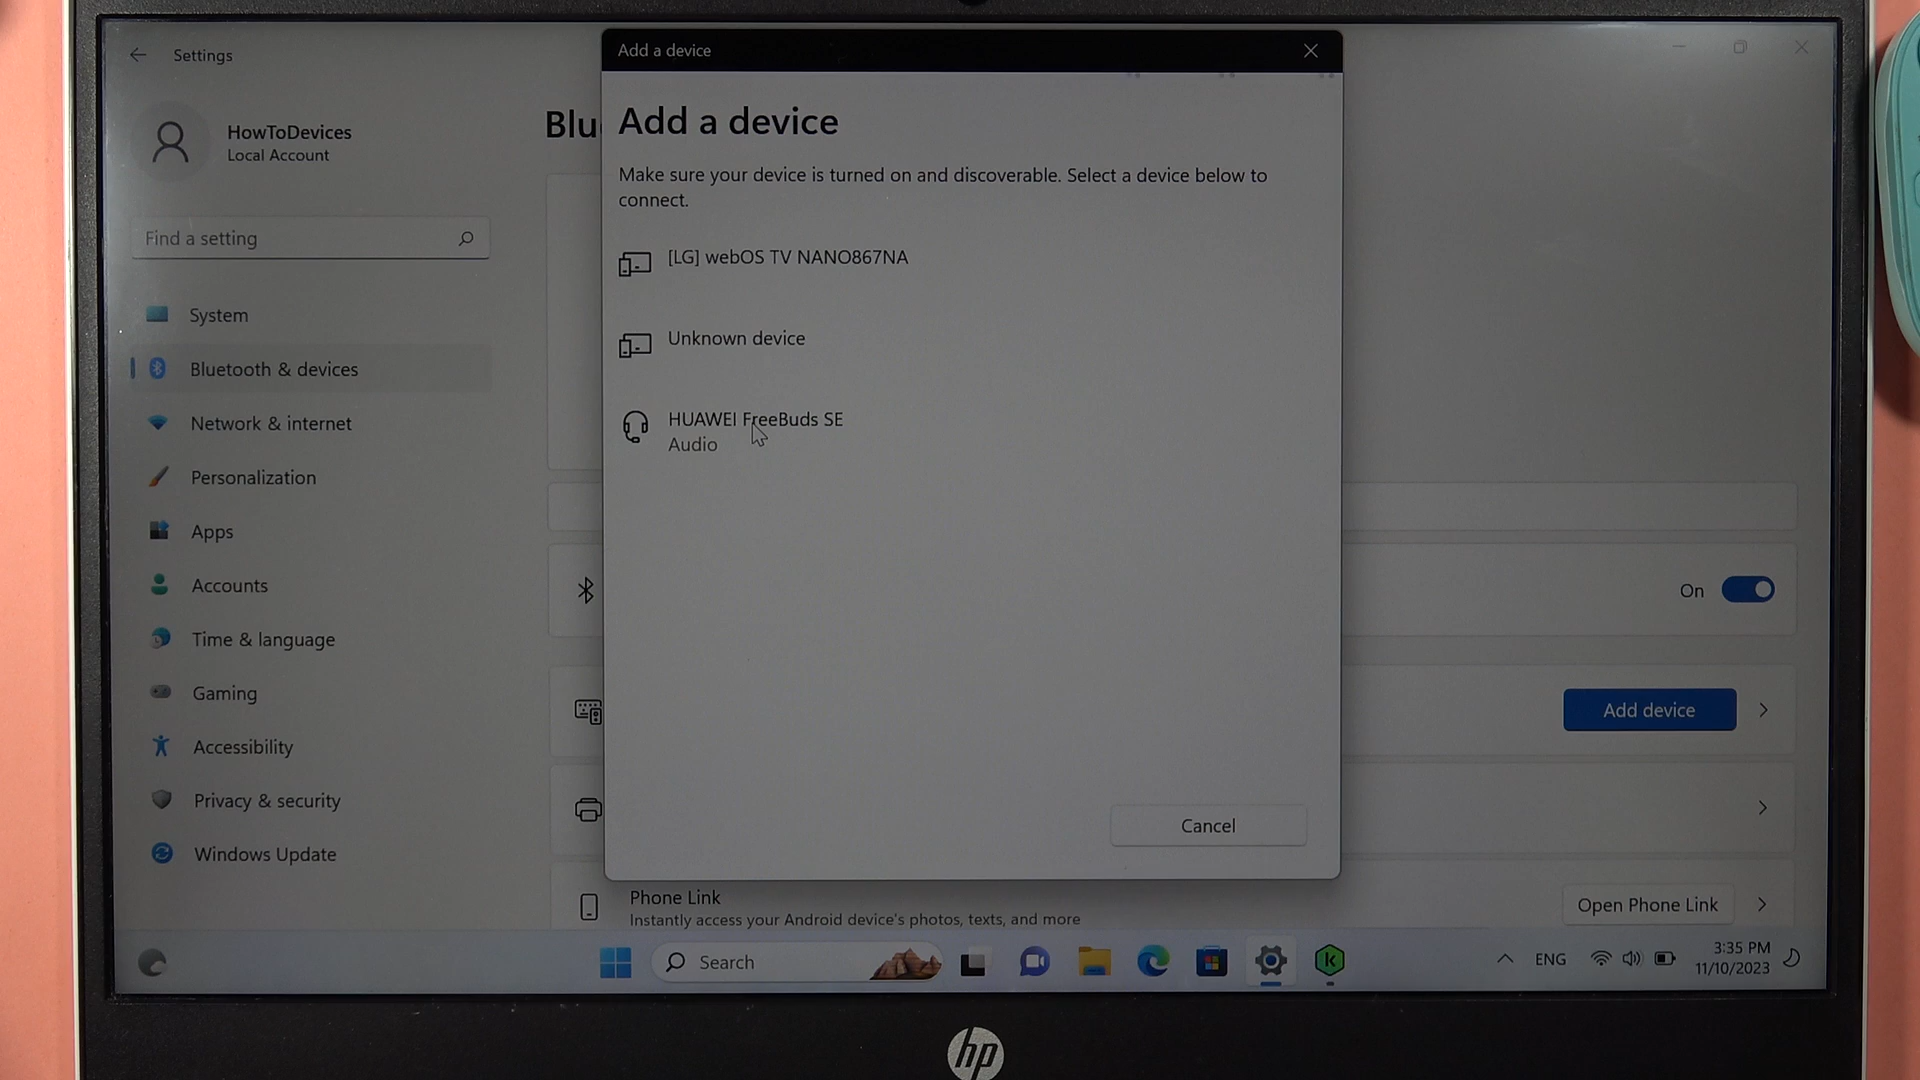 Settings
HowToDevices
Local Account
Find a setting
System
Bluetooth & devices
Network & internet
Personalization
Apps
Accounts
Time & language
Gaming
Accessibility
Privacy & security
Windows Update
Blu
Add a device
Add a device
Make sure your device is turned on and discoverable. Select a device below to
connect.
[LG] webOS TV NANO867NA
Unknown device
HUAWEI FreeBuds SE
Audio
Cancel
On
Add device
Phone Link
Instantly access your Android device's photos, texts, and more
Open Phone Link
Search
ENG
3:35 PM
11/10/2023
hp